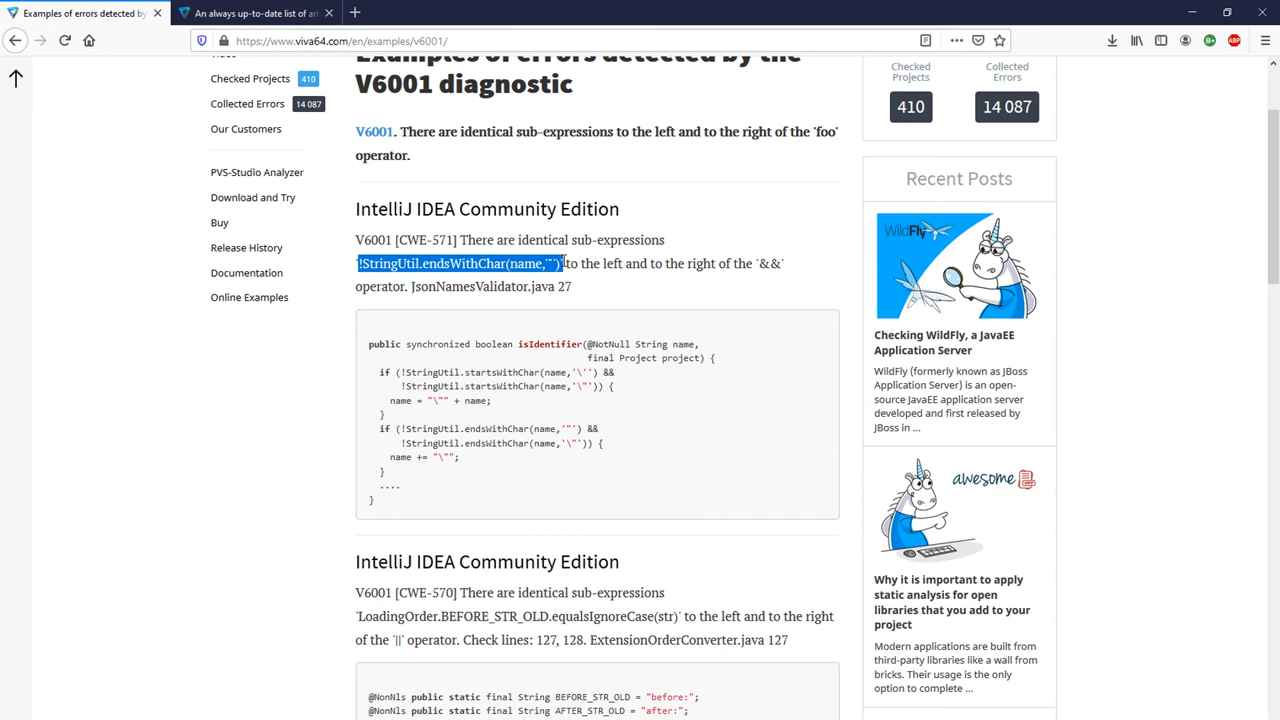 Examples of errors detected by
An always up-to-date list of ar
https://www.viva64.com/en/examples/v6001/
Checked Projects 410
Collected Errors 14 087
Our Customers
PVS-Studio Analyzer
Download and Try
Buy
Release History
Documentation
Online Examples
Examples of errors detected by the
V6001 diagnostic
V6001. There are identical sub-expressions to the left and to the right of the 'foo'
operator.
IntelliJ IDEA Community Edition
V6001 [CWE-571] There are identical sub-expressions
'!StringUtil.endsWithChar(name,'"')' to the left and to the right of the '&&'
operator. JsonNamesValidator.java 27
public synchronized boolean isIdentifier(@NotNull String name,
final Project project) {
if (!StringUtil.startsWithChar(name,'\'') &&
!StringUtil.startsWithChar(name,'\"')) {
name = "\"" + name;
}
if (!StringUtil.endsWithChar(name,'"') &&
!StringUtil.endsWithChar(name,'\"')) {
name += "\"";
}
....
}
IntelliJ IDEA Community Edition
V6001 [CWE-570] There are identical sub-expressions
'LoadingOrder.BEFORE_STR_OLD.equalsIgnoreCase(str)' to the left and to the right
of the '||' operator. Check lines: 127, 128. ExtensionOrderConverter.java 127
@NonNls public static final String BEFORE_STR_OLD = "before:";
@NonNls public static final String AFTER_STR_OLD = "after:";
Checked
Projects
Collected
Errors
410
14 087
Recent Posts
WildFly
Checking WildFly, a JavaEE
Application Server
WildFly (formerly known as JBoss
Application Server) is an open-
source JavaEE application server
developed and first released by
JBoss in ...
awesome
Why it is important to apply
static analysis for open
libraries that you add to your
project
Modern applications are built from
third-party libraries like a wall from
bricks. Their usage is the only
option to complete ...
ABP